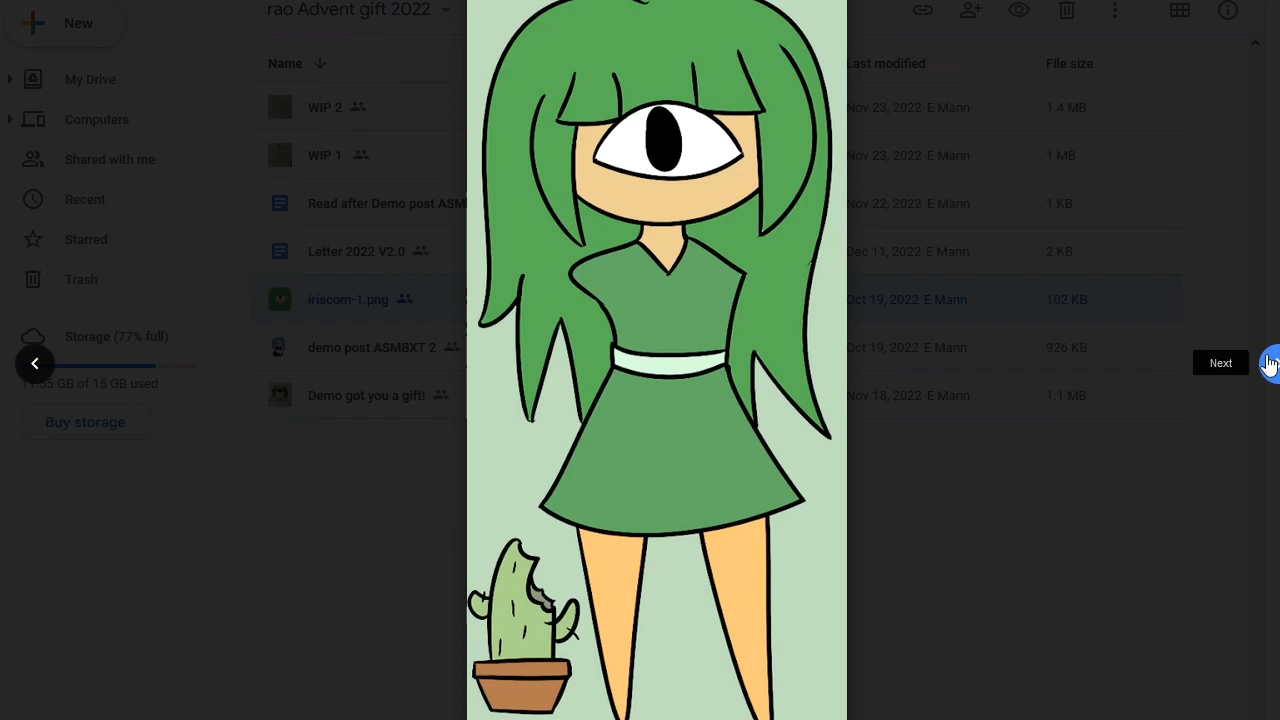 rao Advent gift 2022
New
Name
Last modified
File size
My Drive
WIP 2
Nov 23, 2022 E Mann
1.4 MB
Computers
WIP 1
Nov 23, 2022 E Mann
1 MB
Shared with me
Recent
Read after Demo post ASM
Nov 22, 2022 E Mann
1 KB
Starred
Letter 2022 V2.0
Dec 11, 2022 E Mann
2 KB
Trash
iriscom-1.png
Oct 19, 2022 E Mann
102 KB
Storage (77% full)
demo post ASMBXT 2
Oct 19, 2022 E Mann
926 KB
Next
GB of 15 GB used
Demo got you a gift!
Nov 18, 2022 E Mann
1.1 MB
Buy storage